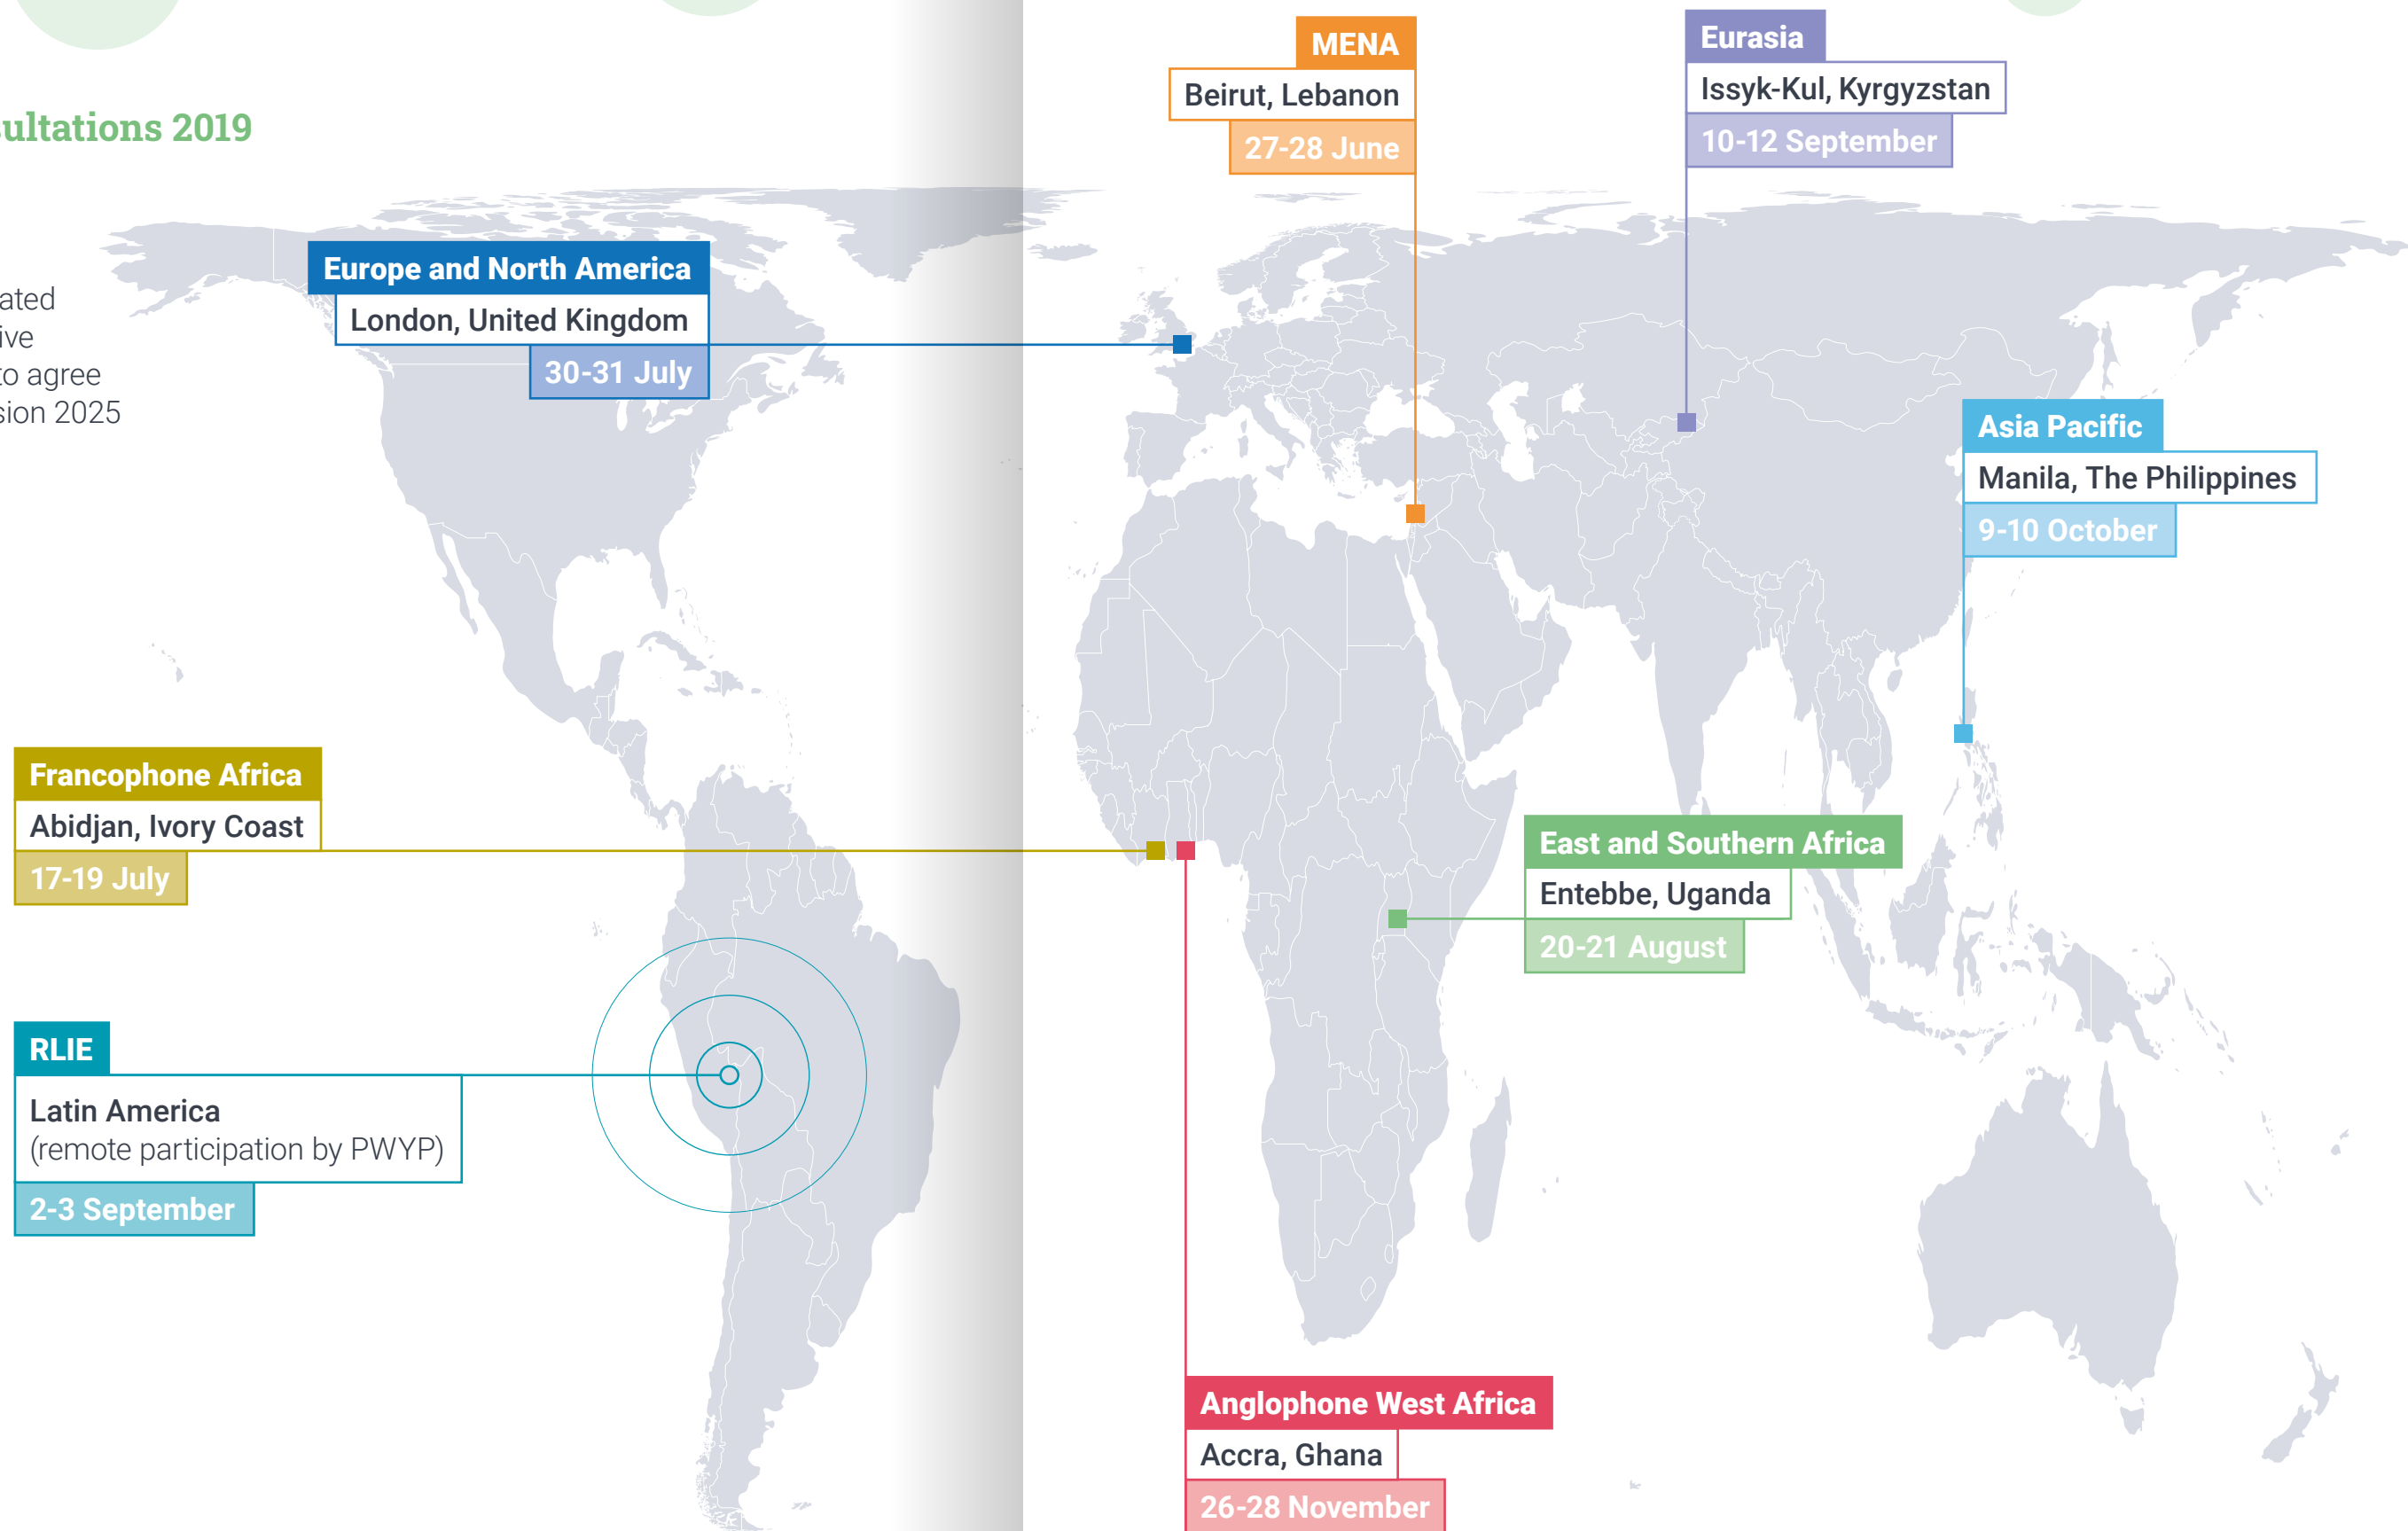 ultations 2019
ated
ive
to agree
sion 2025
MENA
Beirut, Lebanon
27-28 June
Eurasia
Issyk-Kul, Kyrgyzstan
10-12 September
Europe and North America
London, United Kingdom
30-31 July
Asia Pacific
Manila, The Philippines
9-10 October
Francophone Africa
Abidjan, Ivory Coast
17-19 July
East and Southern Africa
Entebbe, Uganda
20-21 August
RLIE
Latin America
(remote participation by PWYP)
2-3 September
Anglophone West Africa
Accra, Ghana
26-28 November